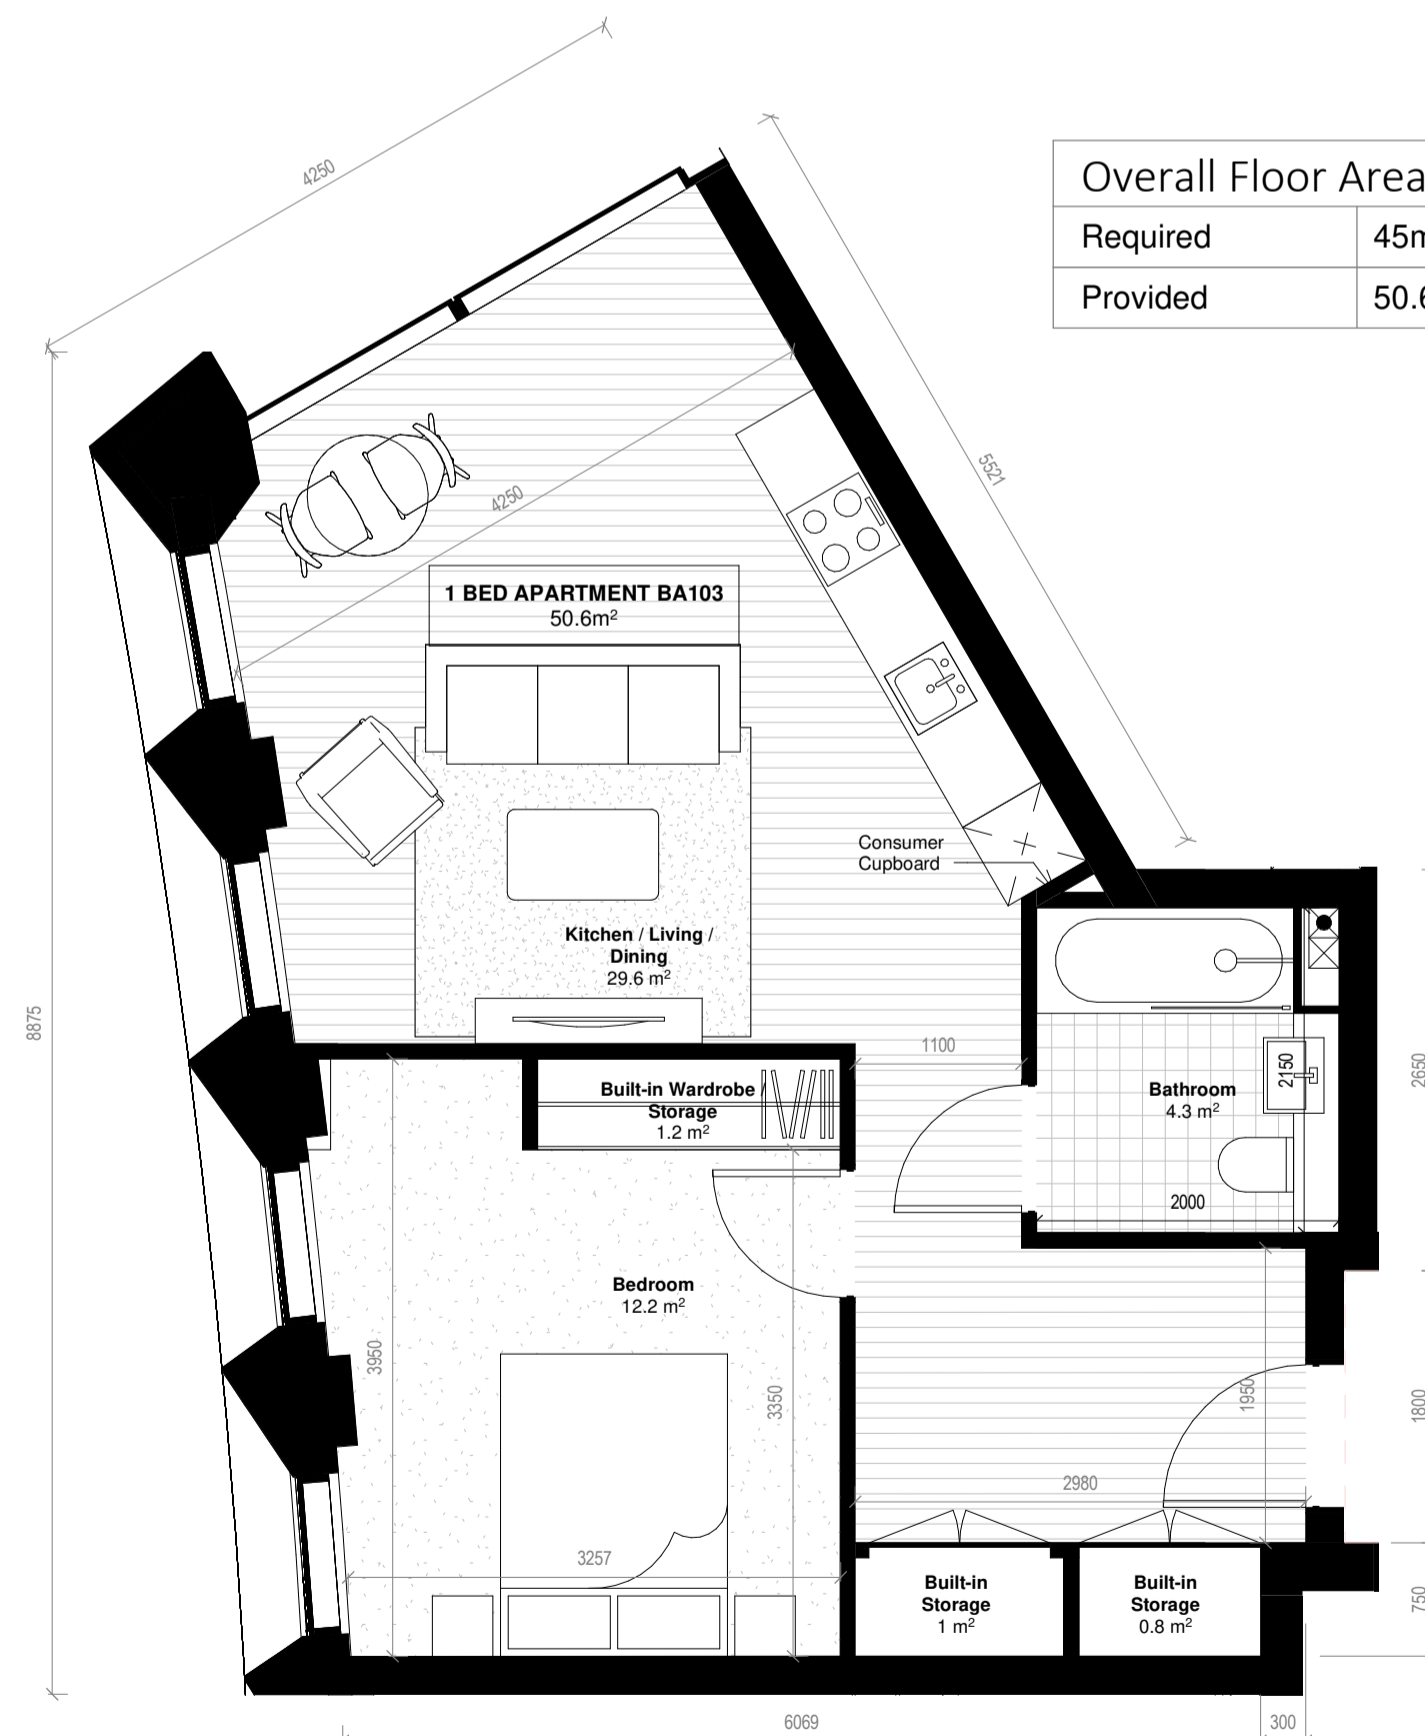 4250
Overall Floor Area
Required
45m
Provided
50.6
5521
4250
1 BED APARTMENT BA103
50.6m²
Consumer
Cupboard
Kitchen / Living /
Dining
29.6 m²
8875
1100
2650
2150
Built-in Wardrobe /
Storage
1.2 m²
Bathroom
4.3 m²
2000
Bedroom
12.2 m²
3950
3350
1950
1800
2980
3257
Built-in
Storage
1 m²
Built-in
Storage
0.8 m²
750
6069
300